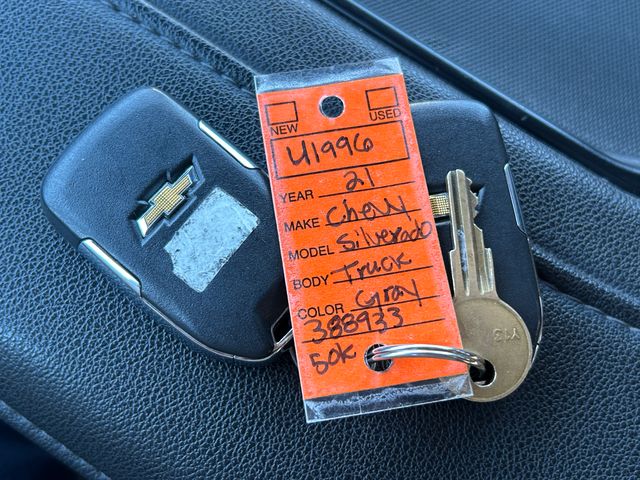 NEW USED
U1996
YEAR 21
MAKE Chevy
MODEL Silverado
BODY Truck
COLOR Gray
388933
50k
Y13